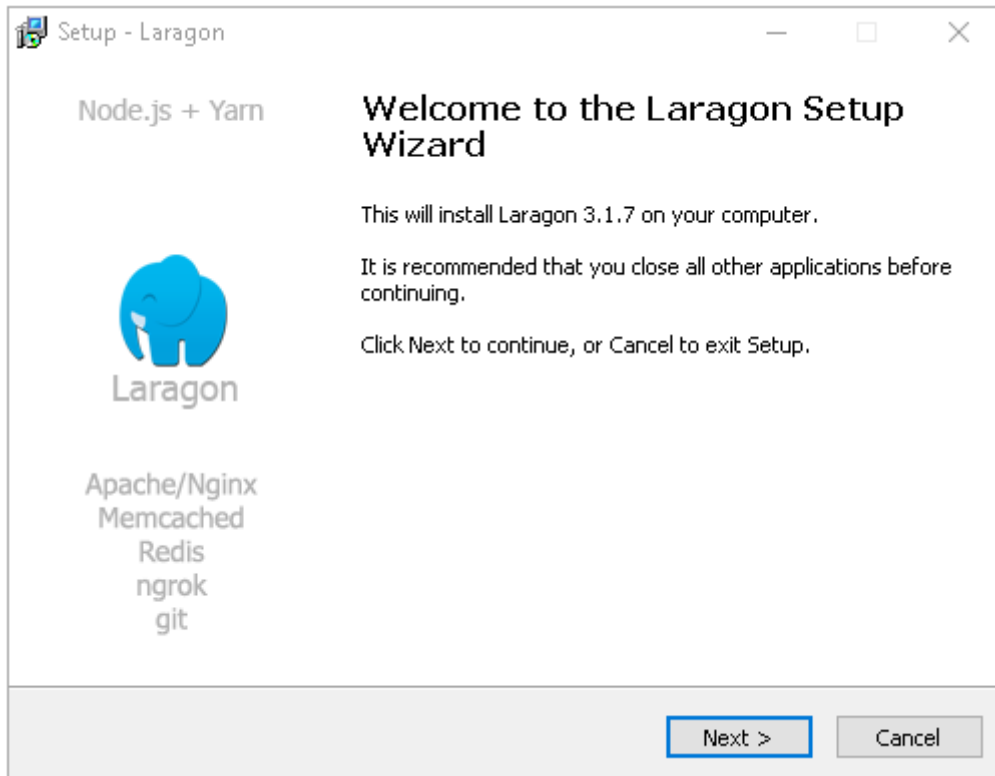 Setup - Laragon
Node.js + Yarn
Laragon
Apache/Nginx
Memcached
Redis
ngrok
git
Welcome to the Laragon Setup
Wizard
This will install Laragon 3.1.7 on your computer.
It is recommended that you close all other applications before
continuing.
Click Next to continue, or Cancel to exit Setup.
Next >
Cancel